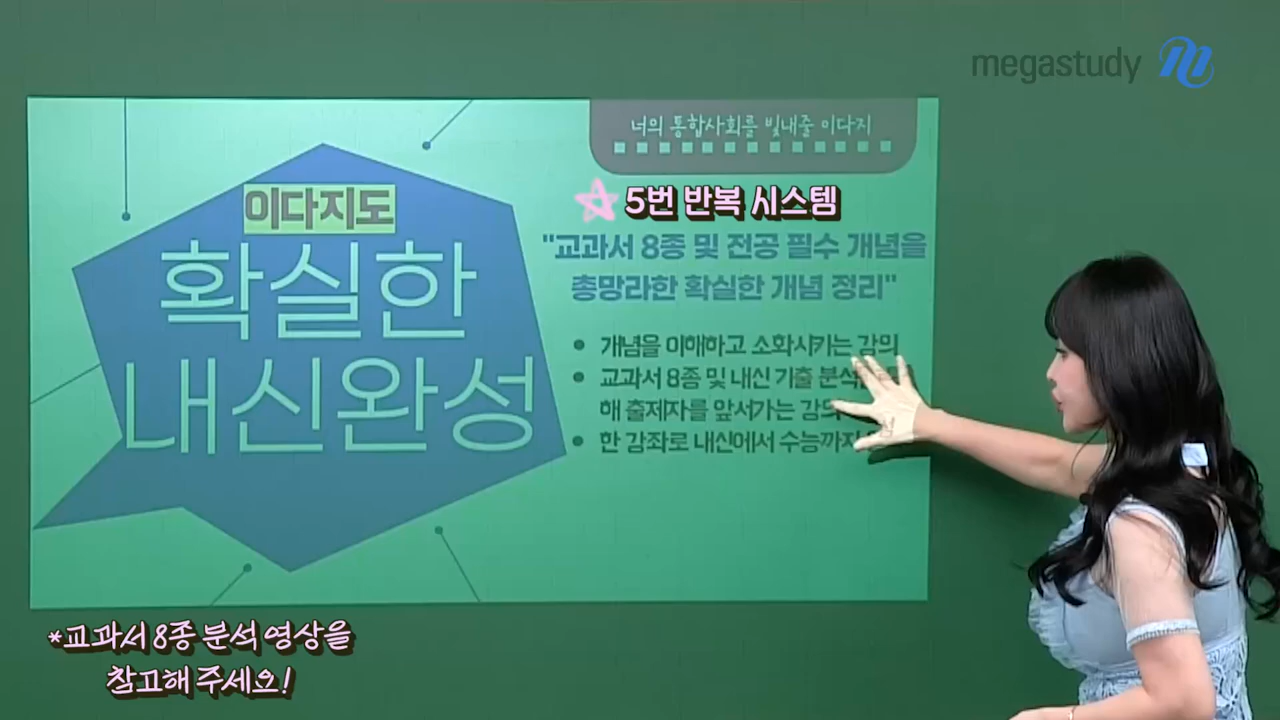 megastudy
너의 통합사회를 빛내줄 이다지
이다지도
확실한
내신완성
5번 반복 시스템
"교과서 8종 및 전공 필수 개념을
총망라한 확실한 개념 정리"
• 개념을 이해하고 소화시키는 강의
• 교과서 8종 및 내신 기출 분석
해 출제자를 앞서가는 강의
• 한 강좌로 내신에서 수능까지
*교과서 8종 분석 영상을
참고해 주세요!